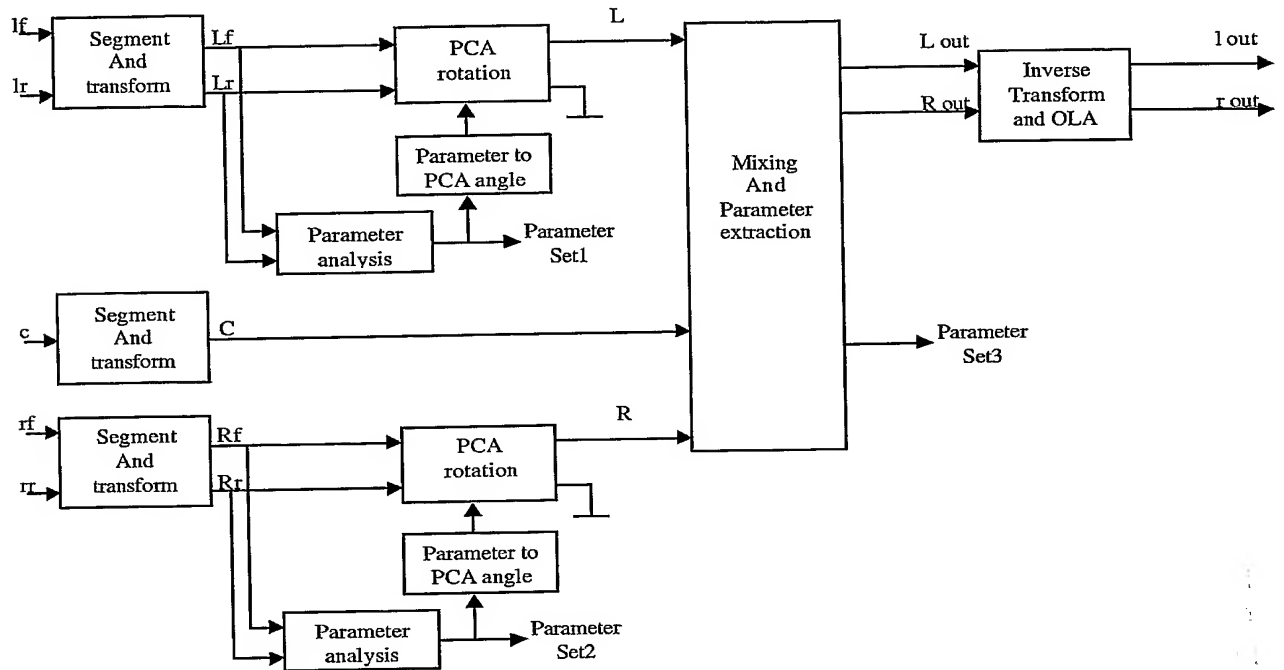 lf
lr
Segment
And
transform
Lf
Lr
PCA
rotation
L
Parameter to
PCA angle
Parameter
analysis
Parameter
Set1
c
Segment
And
transform
C
rf
rr
Segment
And
transform
Rf
Rr
PCA
rotation
R
Parameter to
PCA angle
Parameter
analysis
Parameter
Set2
Mixing
And
Parameter
extraction
L out
R out
Inverse
Transform
and OLA
l out
r out
Parameter
Set3